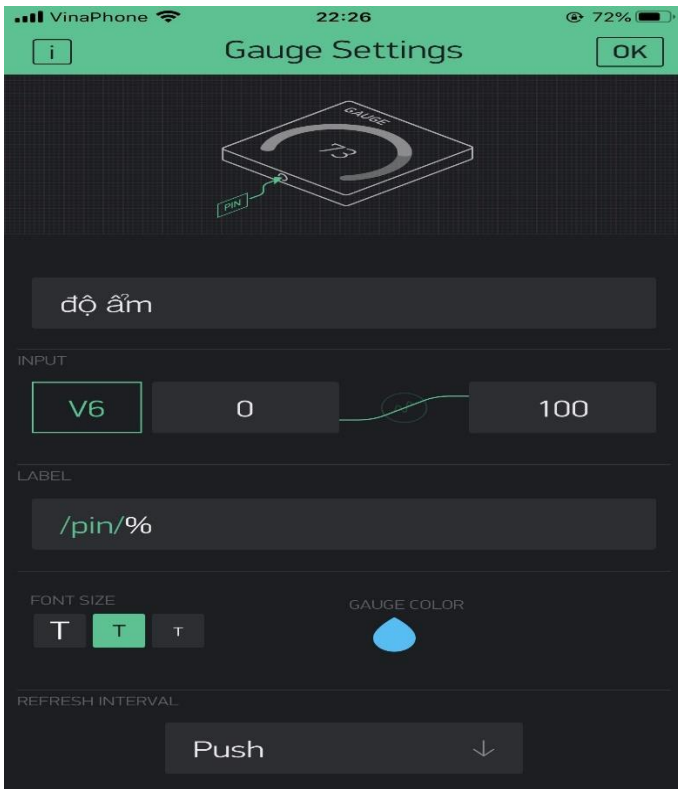 VinaPhone 22:26 72%
i Gauge Settings OK
GAUGE
73
PIN
độ ẩm
INPUT
V6 0 100
LABEL
/pin/%
FONT SIZE GAUGE COLOR
T T T
REFRESH INTERVAL
Push